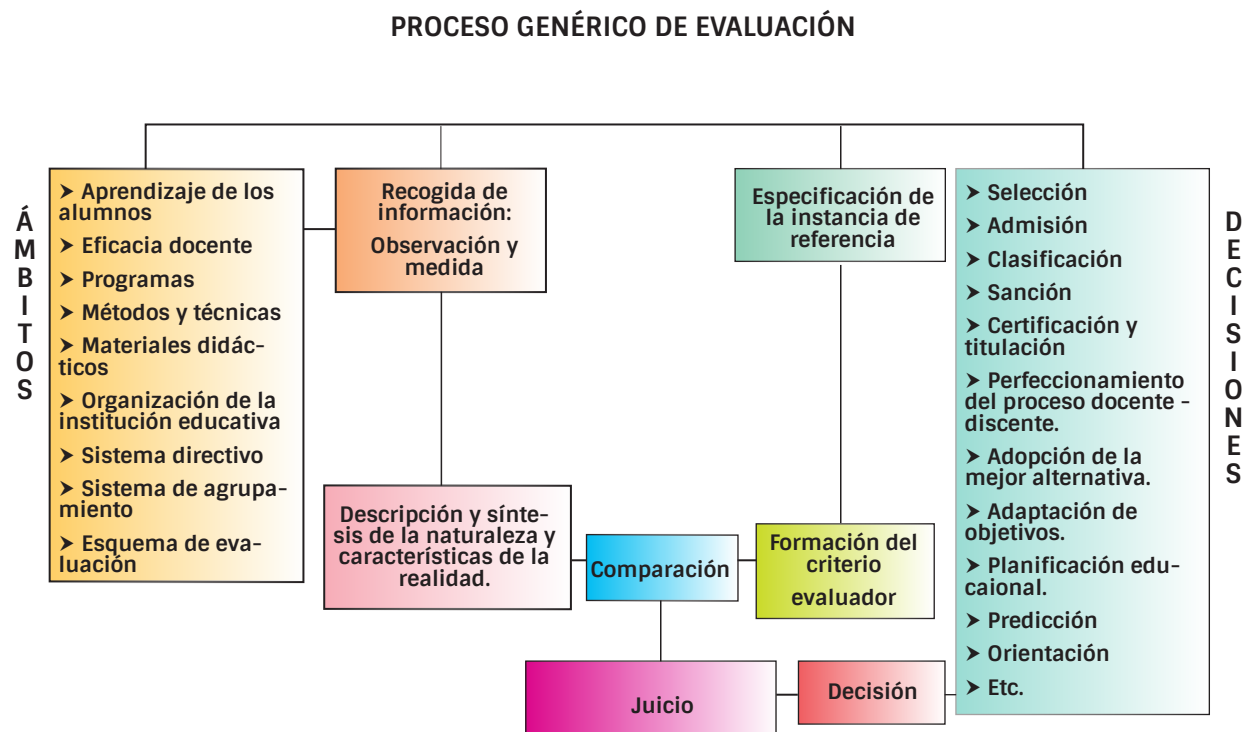 PROCESO GENÉRICO DE EVALUACIÓN
ÁMBITOS
➤ Aprendizaje de los
alumnos
➤ Eficacia docente
➤ Programas
➤ Métodos y técnicas
➤ Materiales didác-
ticos
➤ Organización de la
institución educativa
➤ Sistema directivo
➤ Sistema de agrupa-
miento
➤ Esquema de eva-
luación
Recogida de
información:
Observación y
medida
Especificación de
la instancia de
referencia
➤ Selección
➤ Admisión
➤ Clasificación
➤ Sanción
➤ Certificación y
titulación
➤ Perfeccionamiento
del proceso docente -
discente.
➤ Adopción de la
mejor alternativa.
➤ Adaptación de
objetivos.
➤ Planificación edu-
caional.
➤ Predicción
➤ Orientación
➤ Etc.
DECISIONES
Descripción y sínte-
sis de la naturaleza y
características de la
realidad.
Comparación
Formación del
criterio
evaluador
Juicio
Decisión